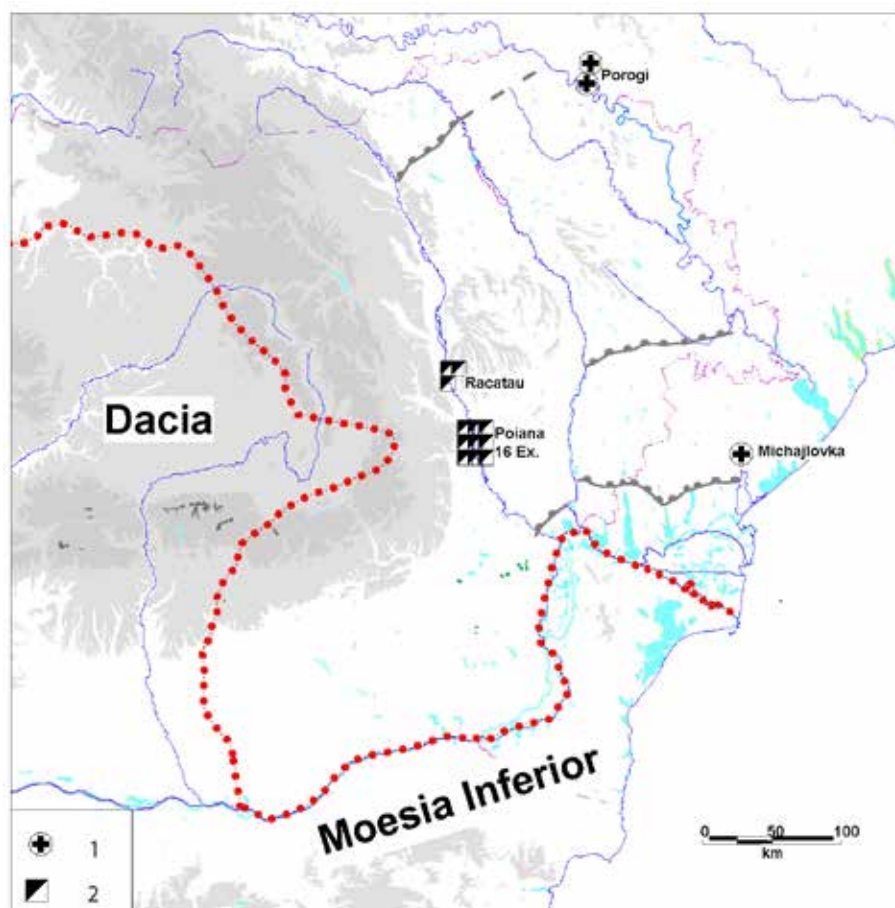 Porogi
Racatau
Dacia
Poiana
16 Ex.
Michajlovka
Moesia Inferior
0 50 100
km
1
2